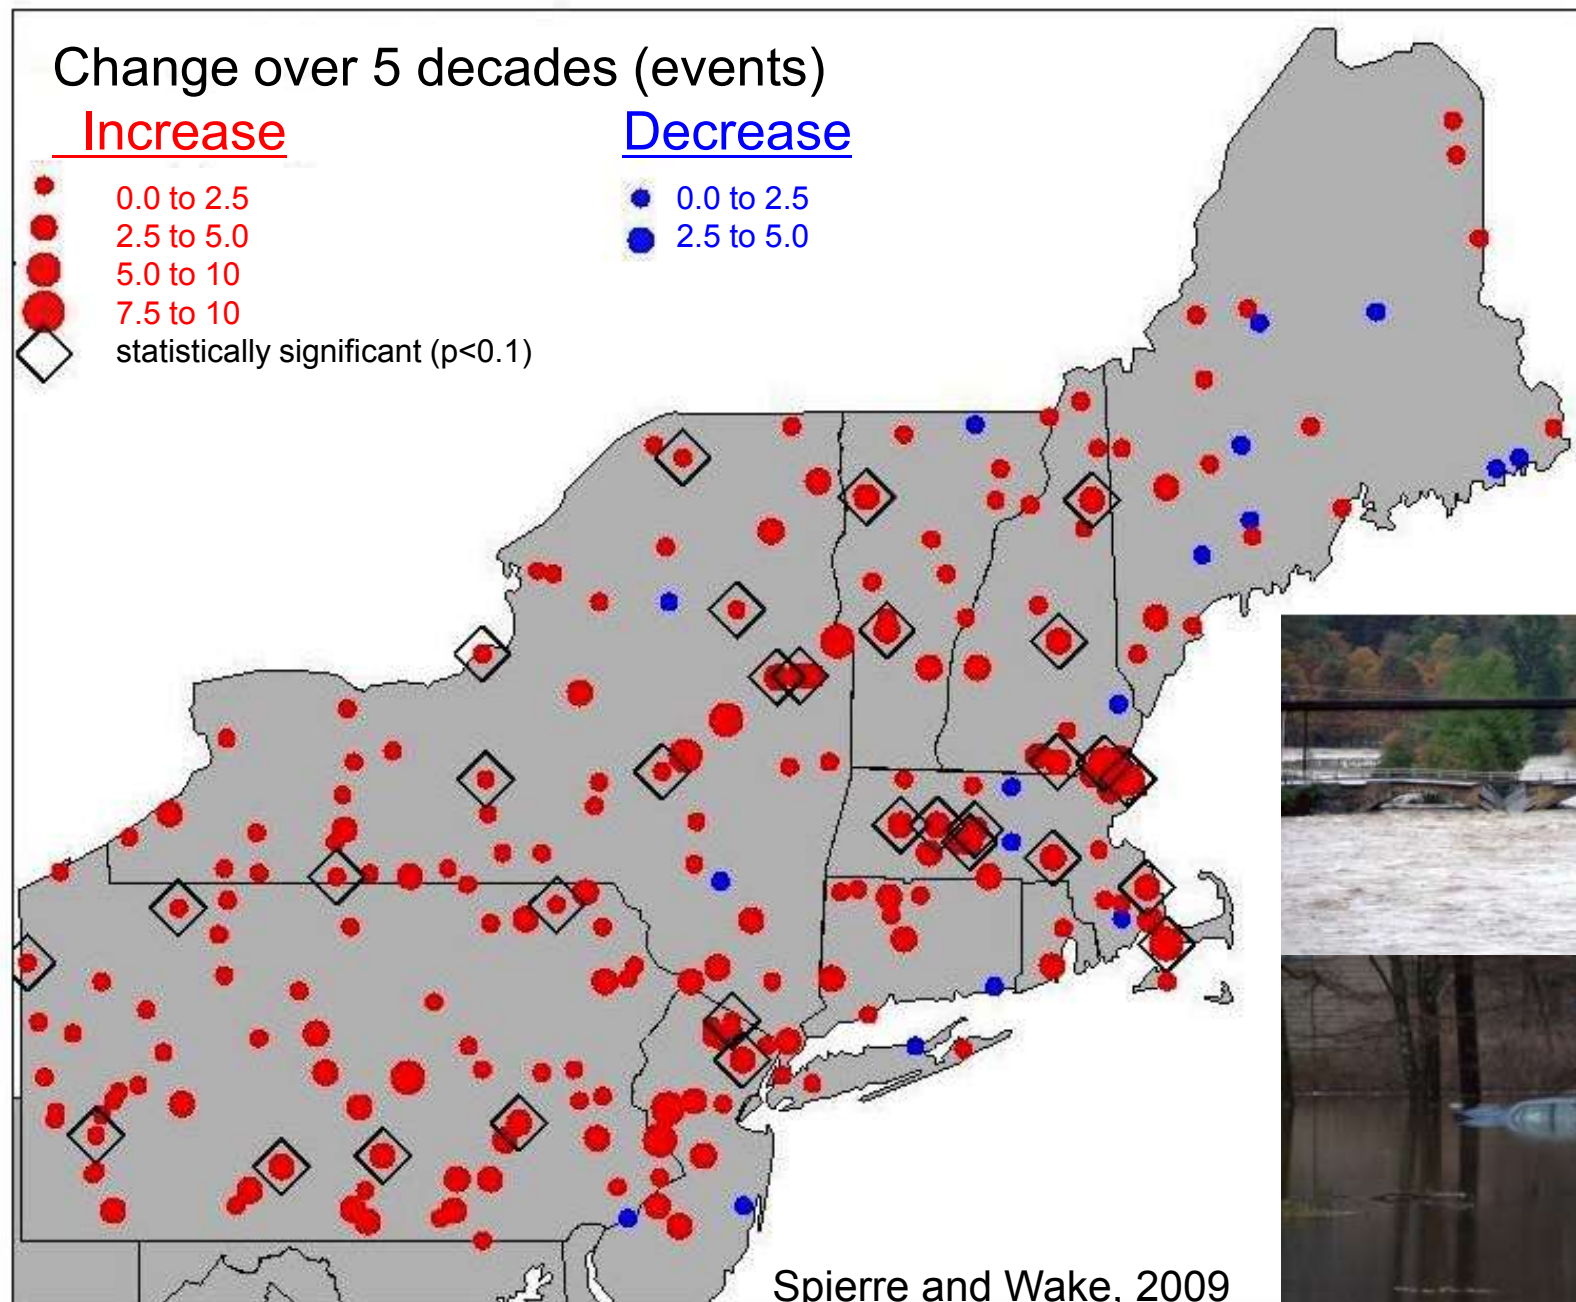 Change over 5 decades (events)
Increase
Decrease
0.0 to 2.5
2.5 to 5.0
5.0 to 10
7.5 to 10
statistically significant (p<0.1)
0.0 to 2.5
2.5 to 5.0
Spierre and Wake, 2009